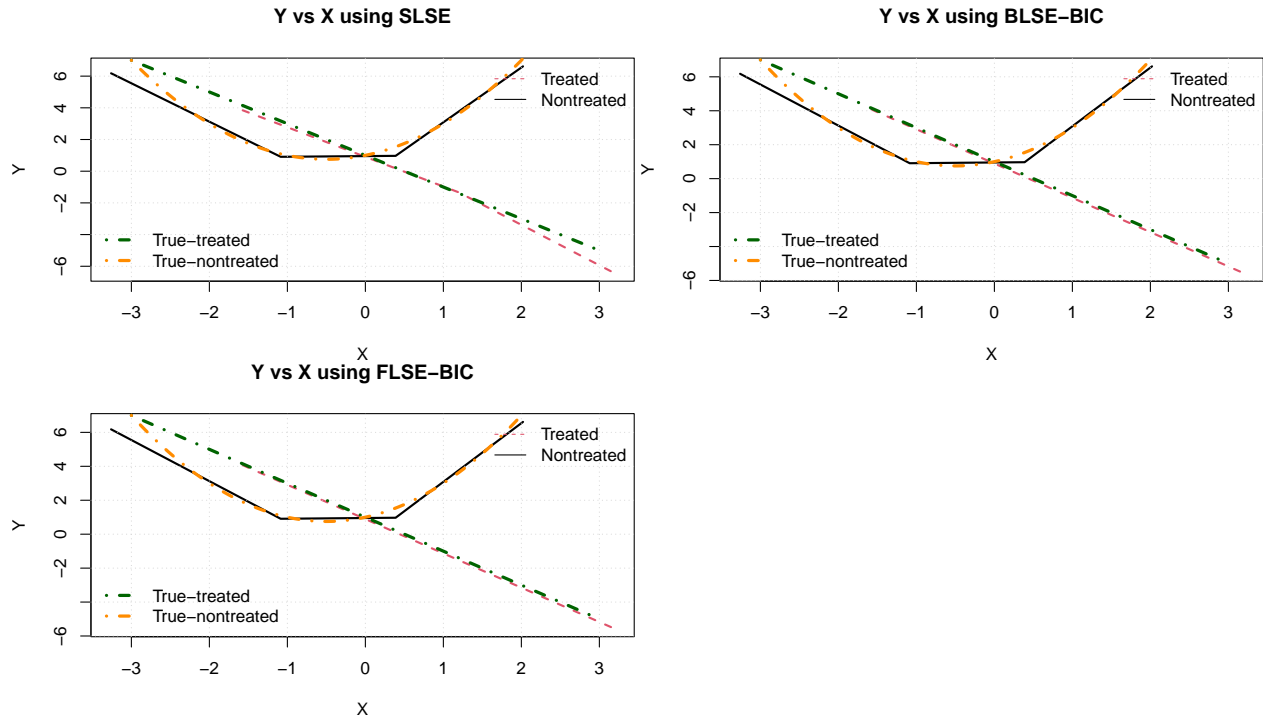 Y vs X using SLSE
Y
6
4
2
0
−2
−6
Treated
Nontreated
True−treated
True−nontreated
−3 −2 −1 0 1 2 3
X
Y vs X using BLSE−BIC
Y
6
4
2
0
−2
−6
Treated
Nontreated
True−treated
True−nontreated
−3 −2 −1 0 1 2 3
X
Y vs X using FLSE−BIC
Y
6
4
2
0
−2
−6
Treated
Nontreated
True−treated
True−nontreated
−3 −2 −1 0 1 2 3
X